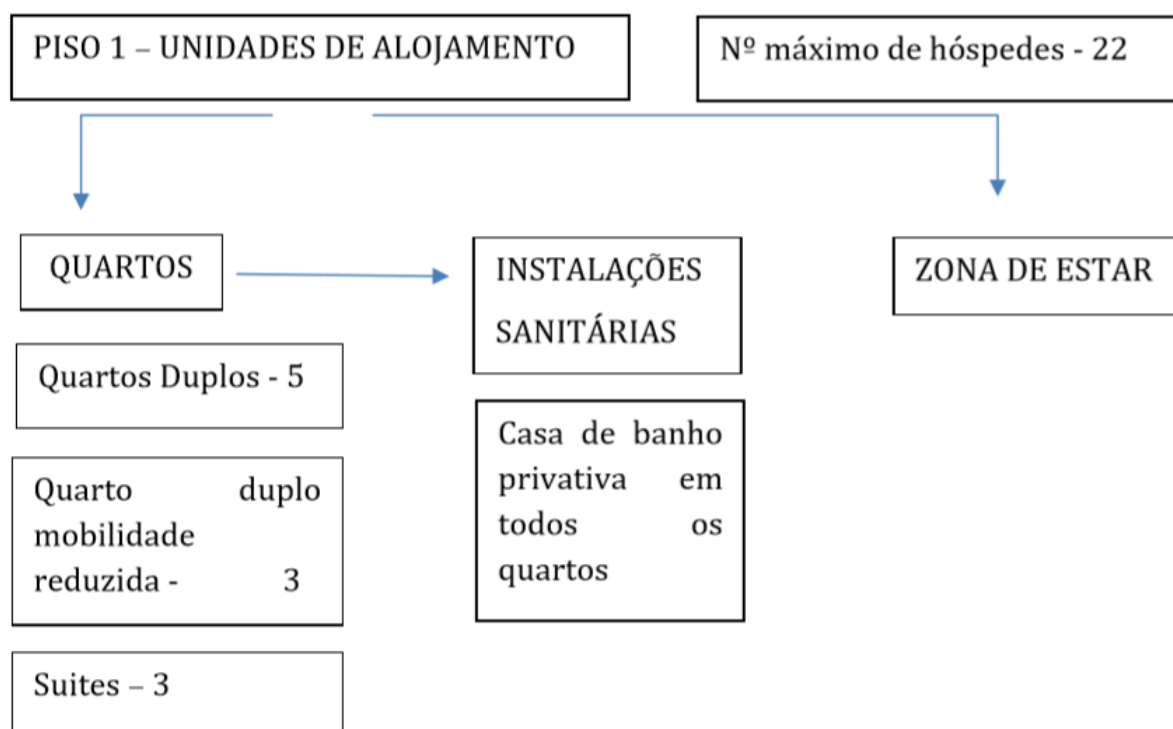 PISO 1 – UNIDADES DE ALOJAMENTO
Nº máximo de hóspedes - 22
QUARTOS
INSTALAÇÕES
SANITÁRIAS
ZONA DE ESTAR
Quartos Duplos - 5
Casa de banho
privativa em
todos os
quartos
Quarto duplo
mobilidade
reduzida - 3
Suites – 3